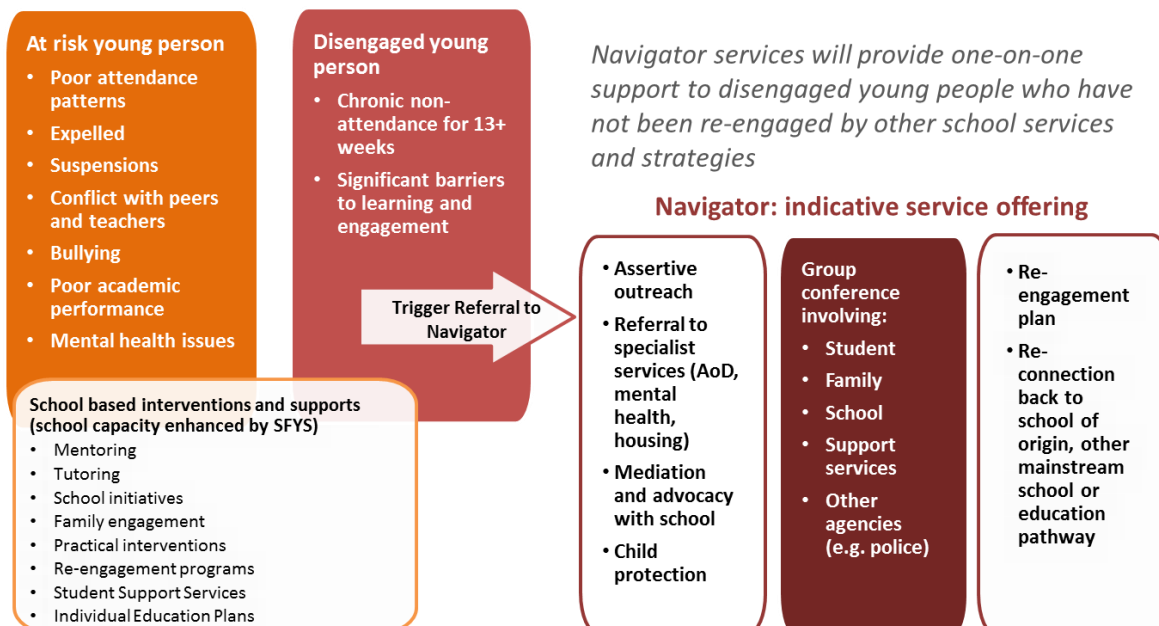 At risk young person
• Poor attendance
patterns
• Expelled
• Suspensions
• Conflict with peers
and teachers
• Bullying
• Poor academic
performance
• Mental health issues
School based interventions and supports
(school capacity enhanced by SFYS)
• Mentoring
• Tutoring
• School initiatives
• Family engagement
• Practical interventions
• Re-engagement programs
• Student Support Services
• Individual Education Plans
Disengaged young
person
• Chronic non-
attendance for 13+
weeks
• Significant barriers
to learning and
engagement
Trigger Referral to
Navigator
Navigator services will provide one-on-one
support to disengaged young people who have
not been re-engaged by other school services
and strategies
Navigator: indicative service offering
• Assertive
outreach
• Referral to
specialist
services (AoD,
mental
health,
housing)
• Mediation
and advocacy
with school
• Child
protection
Group
conference
involving:
• Student
• Family
• School
• Support
services
• Other
agencies
(e.g. police)
• Re-
engagement
plan
• Re-
connection
back to
school of
origin, other
mainstream
school or
education
pathway